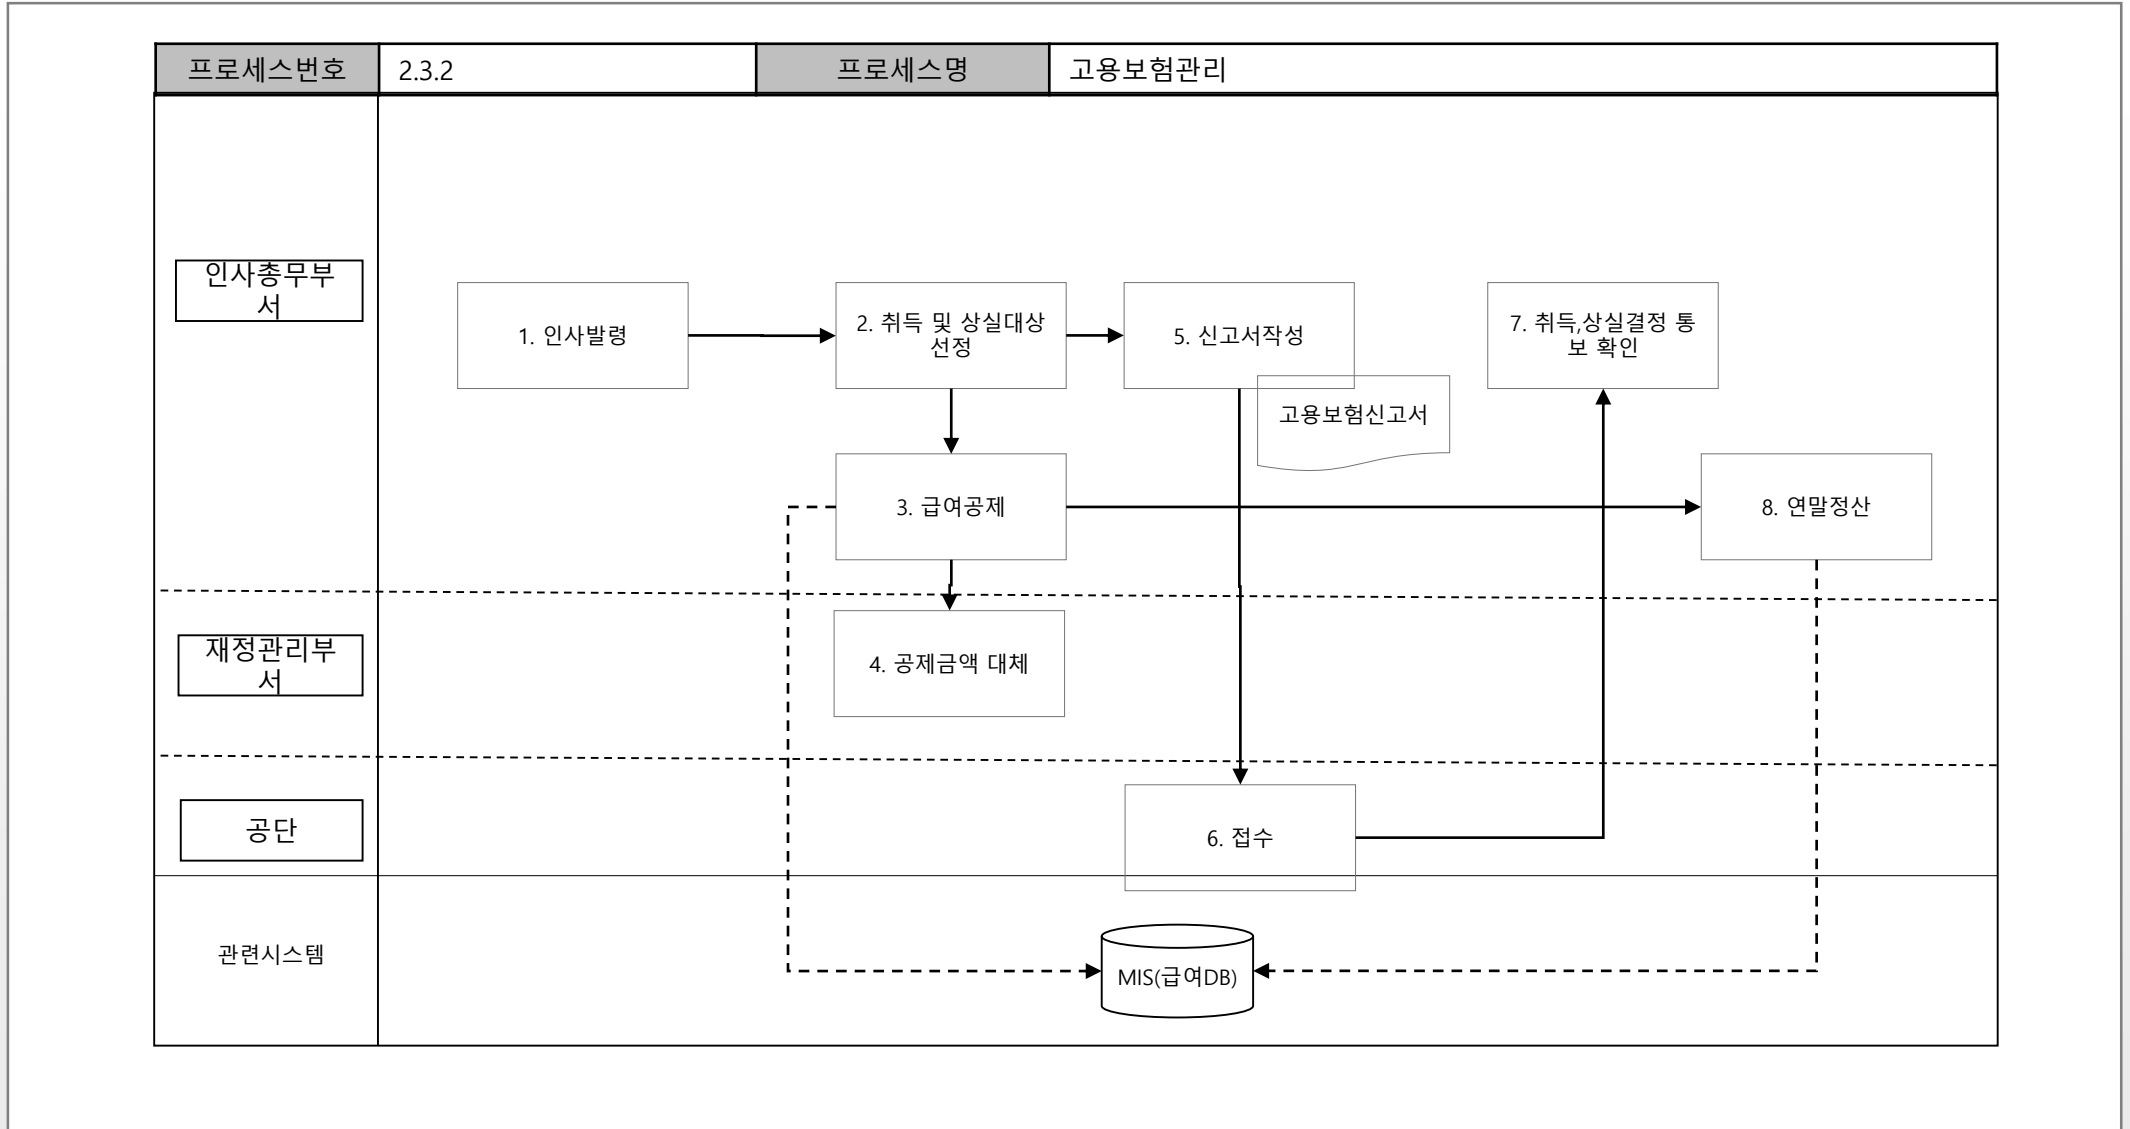 프로세스번호 2.3.2 프로세스명 고용보험관리
인사총무부
서
1. 인사발령
2. 취득 및 상실대상
선정
5. 신고서작성
7. 취득,상실결정 통
보 확인
고용보험신고서
3. 급여공제
8. 연말정산
재정관리부
서
4. 공제금액 대체
공단
6. 접수
관련시스템
MIS(급여DB)